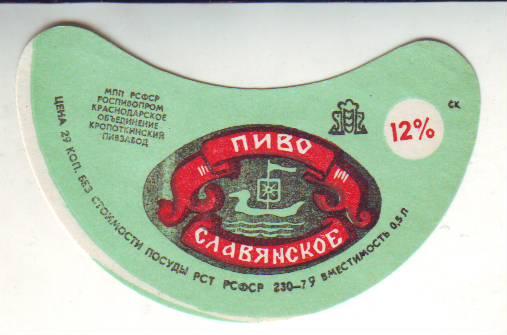 МПП РСФСР
РОСПИВОПРОМ
КРАСНОДАРСКОЕ
ОБЪЕДИНЕНИЕ
КРОПОТКИНСКИЙ
ПИВЗАВОД
СК
12%
ПИВО
СЛАВЯНСКОЕ
ЦЕНА 29 КОП. БЕЗ СТОИМОСТИ ПОСУДЫ РСТ РСФСР 230-79 ВМЕСТИМОСТЬ 0,5 Л